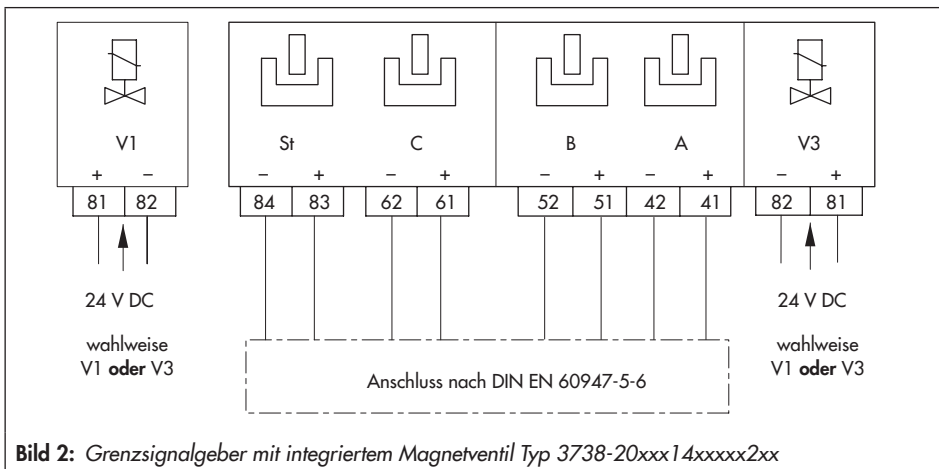 V1 St C B A V3
+ − − + − + − + − + − +
81 82 84 83 62 61 52 51 42 41 82 81
24 V DC 24 V DC
wahlweise wahlweise
V1 oder V3 V1 oder V3
Anschluss nach DIN EN 60947-5-6
Bild 2: Grenzsignalgeber mit integriertem Magnetventil Typ 3738-20xxx14xxxxx2xx